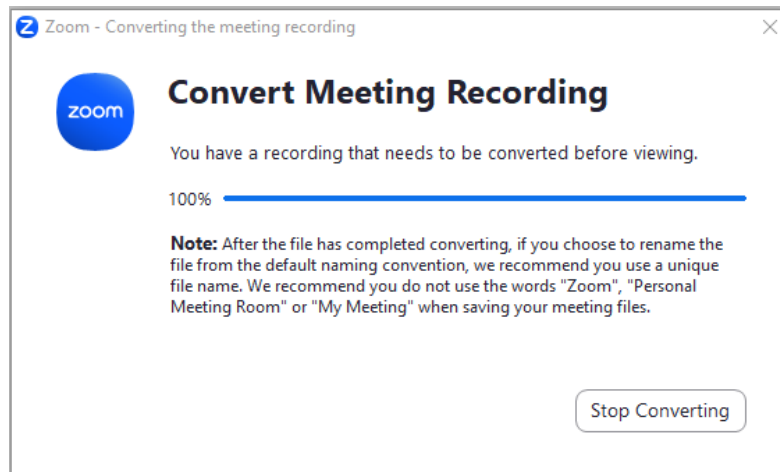 Zoom - Converting the meeting recording
zoom
Convert Meeting Recording
You have a recording that needs to be converted before viewing.
100%
Note: After the file has completed converting, if you choose to rename the
file from the default naming convention, we recommend you use a unique
file name. We recommend you do not use the words "Zoom", "Personal
Meeting Room" or "My Meeting" when saving your meeting files.
Stop Converting